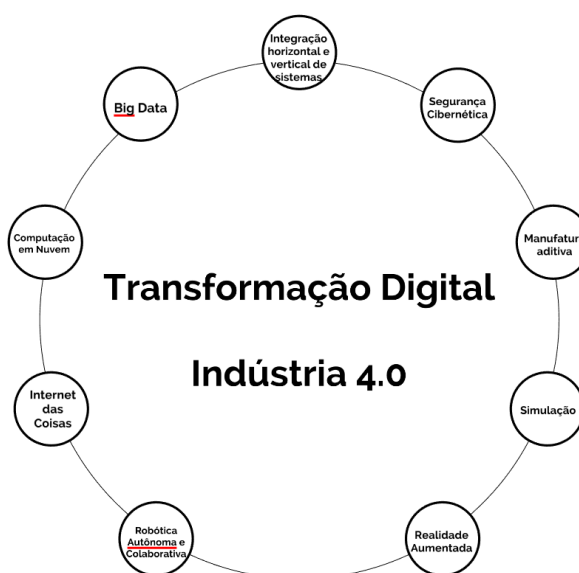 Integração
horizontal e
vertical de
sistemas
Big Data
Segurança
Cibernética
Computação
em Nuvem
Manufatur
aditiva
Transformação Digital
Indústria 4.0
Internet
das
Coisas
Simulação
Robótica
Autônoma e
Colaborativa
Realidade
Aumentada